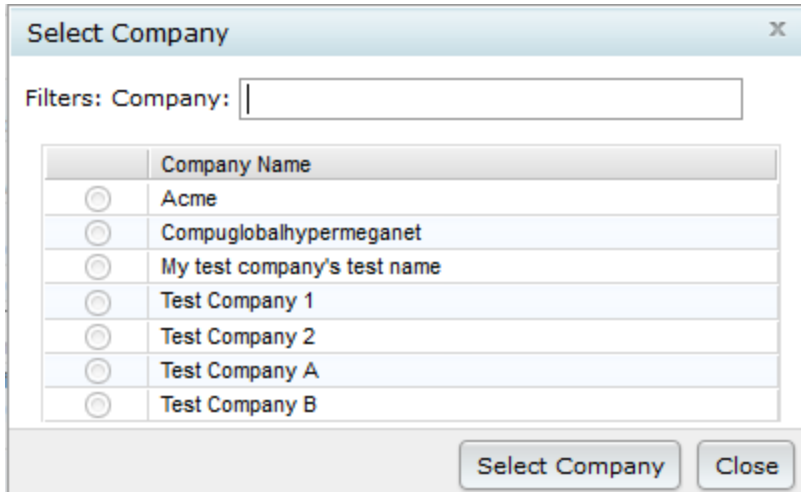 Select Company x
Filters: Company:
Company Name
Acme
Compuglobalhypermeganet
My test company's test name
Test Company 1
Test Company 2
Test Company A
Test Company B
Select Company Close